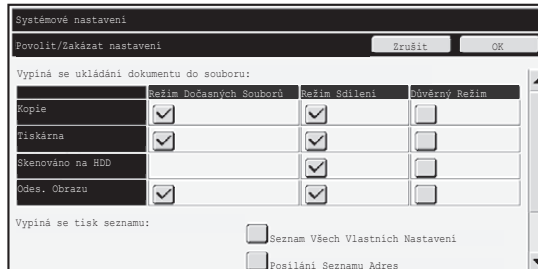 Systémové nastavení
Povolit/Zakázat nastavení Zrušit OK
Vypíná se ukládání dokumentu do souboru:
Režim Dočasných Souborů Režim Sdílení Důvěrný Režim
Kopie
Tiskárna
Skenováno na HDD
Odes. Obrazu
Vypíná se tisk seznamu:
Seznam Všech Vlastních Nastavení
Posílání Seznamu Adres